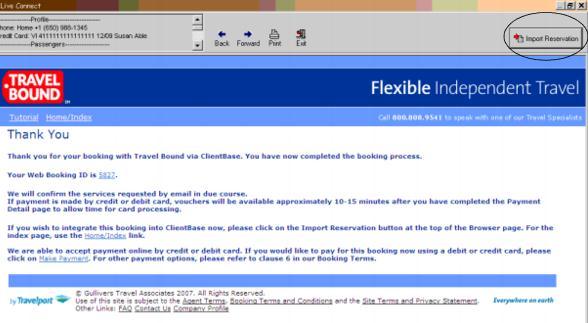 Live Connect
--------------Profile--------------
hone: Home +1 (650) 988-1345
redit Card: VI 4111111111111111 12/08 Susan Able
--------------Passengers--------------
Back Forward Print Exit
Import Reservation
TRAVEL
BOUND
Flexible Independent Travel
Tutorial Home/Index
Call 800.808.9541 to speak with one of our Travel Specialists
Thank You
Thank you for your booking with Travel Bound via ClientBase. You have now completed the booking process.
Your Web Booking ID is 5827.
We will confirm the services requested by email in due course.
If payment is made by credit or debit card, vouchers will be available approximately 10-15 minutes after you have completed the Payment
Detail page to allow time for card processing.
If you wish to integrate this booking into ClientBase now, please click on the Import Reservation button at the top of the Browser page. For the
index page, use the Home/Index link.
We are able to accept payment online by credit or debit card. If you would like to pay for this booking now using a debit or credit card, please
click on Make Payment. For other payment options, please refer to clause 6 in our Booking Terms.
by Travelport
© Gullivers Travel Associates 2007. All Rights Reserved.
Use of this site is subject to the Agent Terms, Booking Terms and Conditions and the Site Terms and Privacy Statement.
Other Links: FAQ Contact Us Company Profile
Everywhere on earth